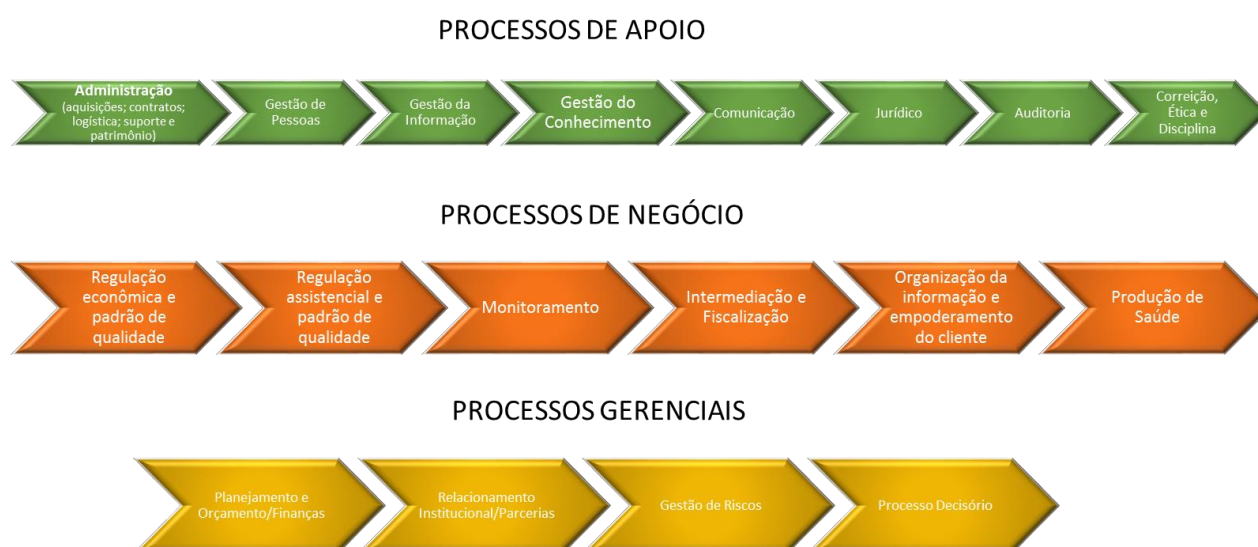 PROCESSOS DE APOIO
Administração
(aquisições; contratos;
logística; suporte e
patrimônio)
Gestão de
Pessoas
Gestão da
Informação
Gestão do
Conhecimento
Comunicação
Jurídico
Auditoria
Correição,
Ética e
Disciplina
PROCESSOS DE NEGÓCIO
Regulação
econômica e
padrão de
qualidade
Regulação
assistencial e
padrão de
qualidade
Monitoramento
Intermediação e
Fiscalização
Organização da
informação e
empoderamento
do cliente
Produção de
Saúde
PROCESSOS GERENCIAIS
Planejamento e
Orçamento/Finanças
Relacionamento
Institucional/Parcerias
Gestão de Riscos
Processo Decisório